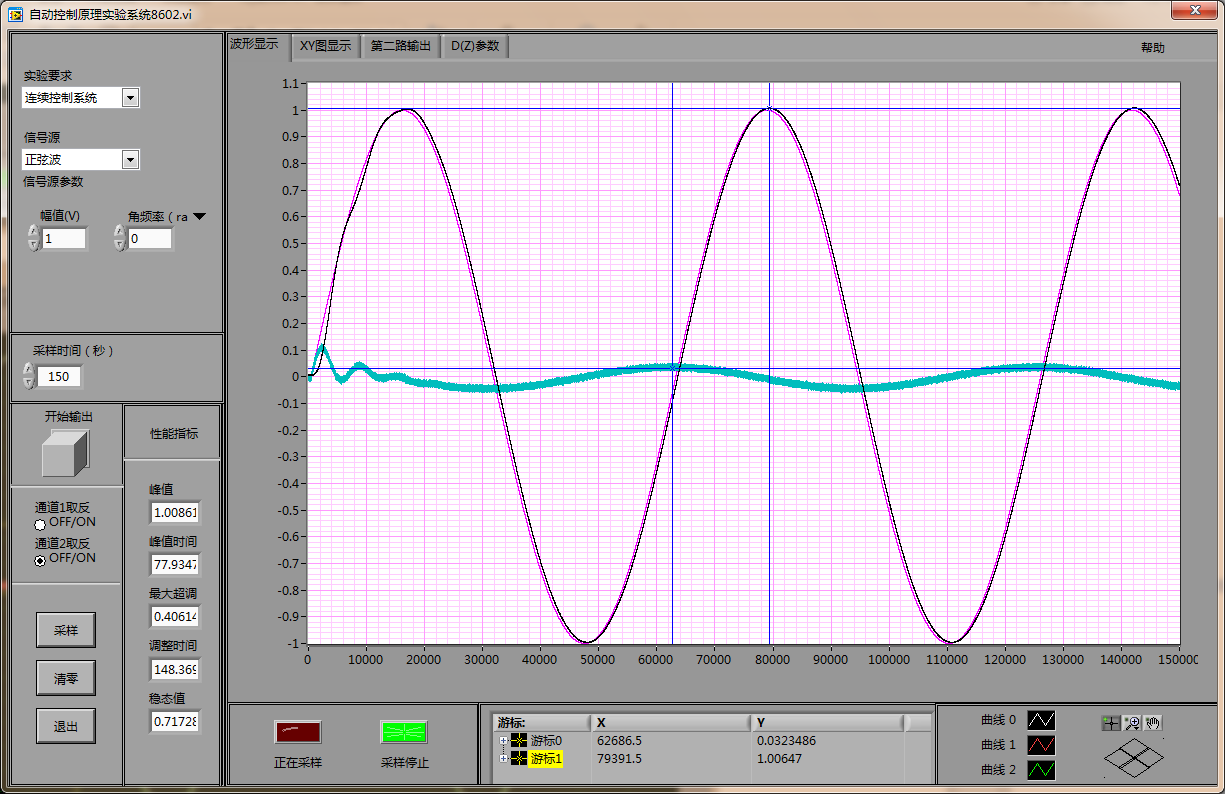 自动控制原理实验系统8602.vi
实验要求
连续控制系统
信号源
正弦波
信号源参数
幅值(V)
角频率 ( ra
1
0
采样时间 ( 秒 )
150
开始输出
通道1取反
OFF/ON
通道2取反
OFF/ON
采样
清零
退出
性能指标
峰值
1.00861
峰值时间
77.9347
最大超调
0.40614
调整时间
148.369
稳态值
0.71728
波形显示
XY图显示
第二路输出
D(Z)参数
帮助
1.1
1
0.9
0.8
0.7
0.6
0.5
0.4
0.3
0.2
0.1
0
-0.1
-0.2
-0.3
-0.4
-0.5
-0.6
-0.7
-0.8
-0.9
-1
0 10000 20000 30000 40000 50000 60000 70000 80000 90000 100000 110000 120000 130000 140000 150000
正在采样
采样停止
游标: X Y
游标0 62686.5 0.0323486
游标1 79391.5 1.00647
曲线 0
曲线 1
曲线 2